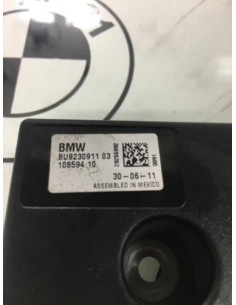 BMW
BU9230911 03
108594 10
30-06-11
ASSEMBLED IN MEXICO